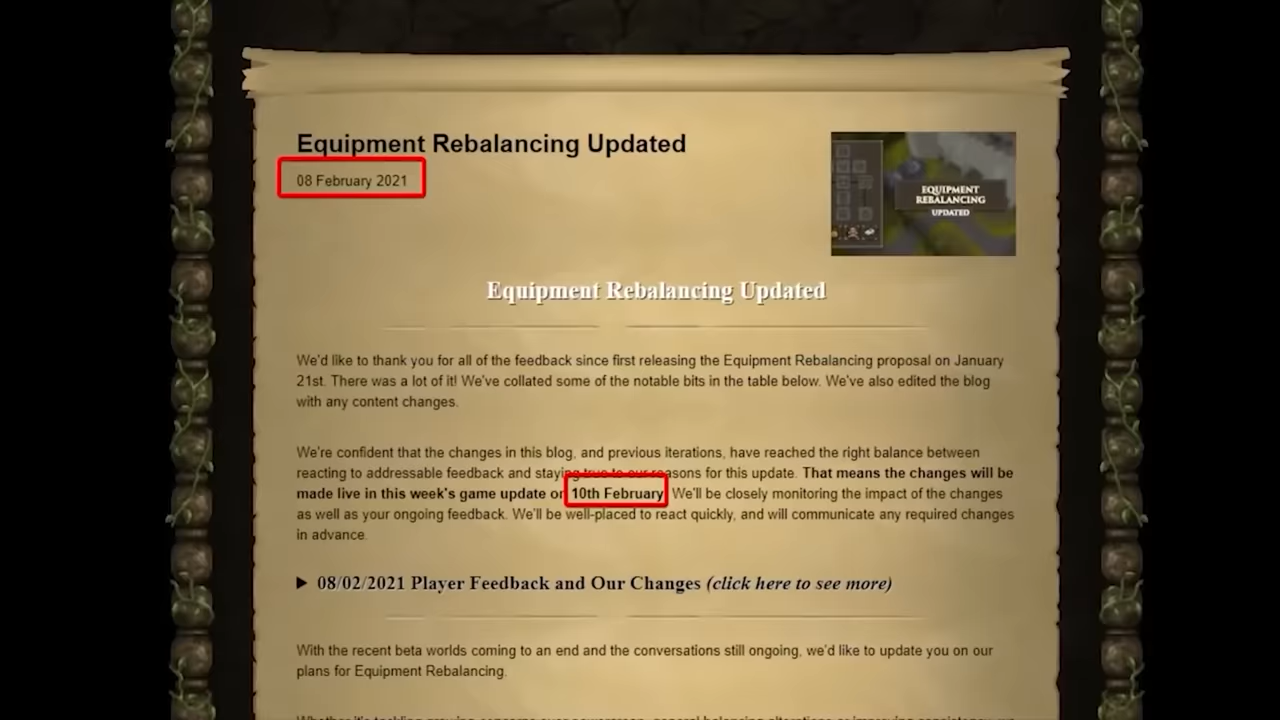 Equipment Rebalancing Updated
08 February 2021
EQUIPMENT
REBALANCING
UPDATED
Equipment Rebalancing Updated
We'd like to thank you for all of the feedback since first releasing the Equipment Rebalancing proposal on January
21st. There was a lot of it! We've collated some of the notable bits in the table below. We've also edited the blog
with any content changes.
We're confident that the changes in this blog, and previous iterations, have reached the right balance between
reacting to addressable feedback and staying true to our reasons for this update. That means the changes will be
made live in this week's game update on 10th February. We'll be closely monitoring the impact of the changes
as well as your ongoing feedback. We'll be well-placed to react quickly, and will communicate any required changes
in advance.
▶ 08/02/2021 Player Feedback and Our Changes (click here to see more)
With the recent beta worlds coming to an end and the conversations still ongoing, we'd like to update you on our
plans for Equipment Rebalancing.